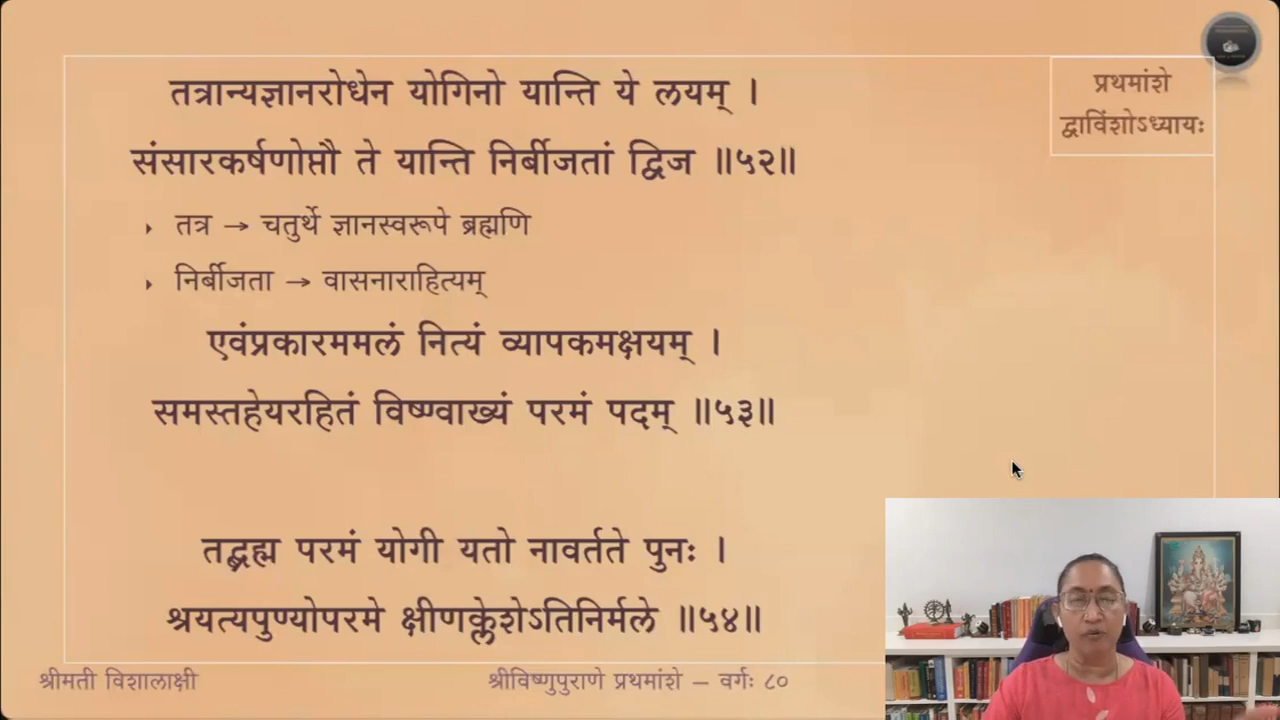 तत्रान्यज्ञानरोधेन योगिनो यान्ति ये लयम् ।
संसारकर्षणोप्तौ ते यान्ति निर्बीजतां द्विज ॥५२॥
तत्र → चतुर्थे ज्ञानस्वरूपे ब्रह्मणि
निर्बीजता → वासनाराहित्यम्
एवंप्रकारममलं नित्यं व्यापकमक्षयम् ।
समस्तहेयरहितं विष्ण्वाख्यं परमं पदम् ॥५३॥
तद्ब्रह्म परमं योगी यतो नावर्तते पुनः ।
श्रयत्यपुण्योपरमे क्षीणक्लेशेऽतिनिर्मले ॥५४॥
प्रथमांशे
द्वाविंशोऽध्यायः
श्रीमती विशालाक्षी
श्रीविष्णुपुराणे प्रथमांशे – वर्गः ८०